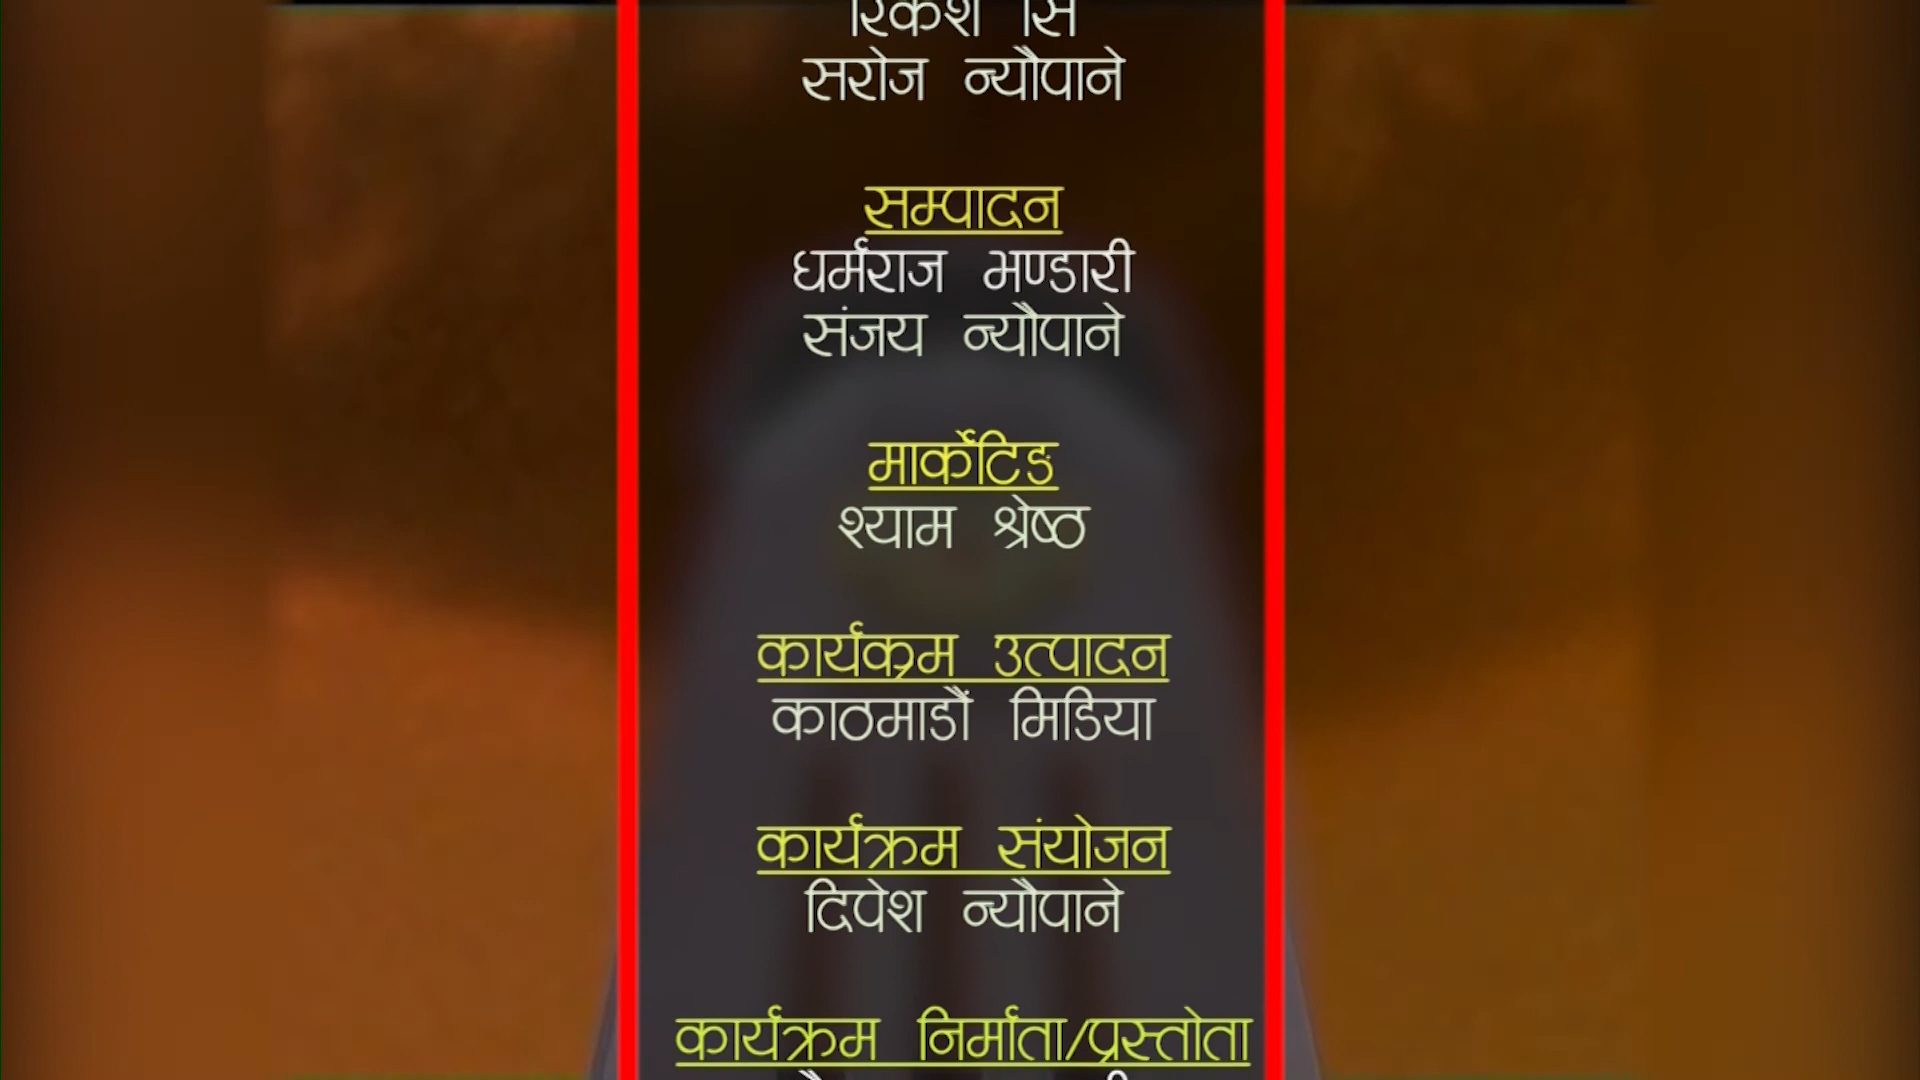 सरोज न्यौपाने
सम्पादन
धर्मराज भण्डारी
संजय न्यौपाने
मार्केटिङ
श्याम श्रेष्ठ
कार्यक्रम उत्पादन
काठमाडौं मिडिया
कार्यक्रम संयोजन
दिपेश न्यौपाने
कार्यक्रम निर्माता/प्रस्तोता